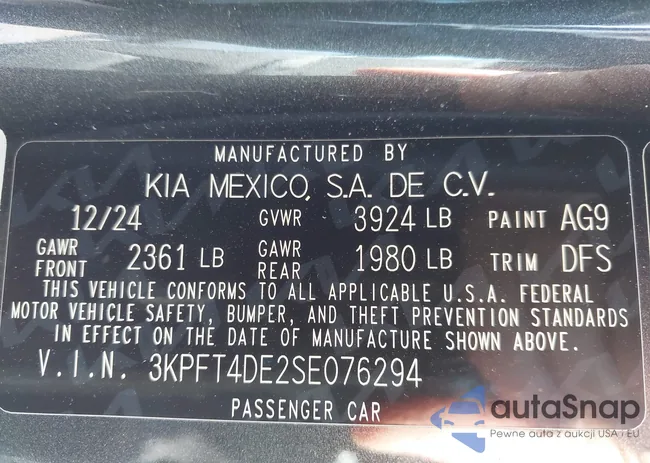 MANUFACTURED BY
KIA MEXICO, S.A. DE C.V.
12/24 GVWR 3924 LB PAINT AG9
GAWR FRONT 2361 LB GAWR REAR 1980 LB TRIM DFS
THIS VEHICLE CONFORMS TO ALL APPLICABLE U.S.A. FEDERAL
MOTOR VEHICLE SAFETY, BUMPER, AND THEFT PREVENTION STANDARDS
IN EFFECT ON THE DATE OF MANUFACTURE SHOWN ABOVE.
V.I.N. 3KPFT4DE2SE076294
PASSENGER CAR
autaSnap
Pewne auta z aukcji USA i EU